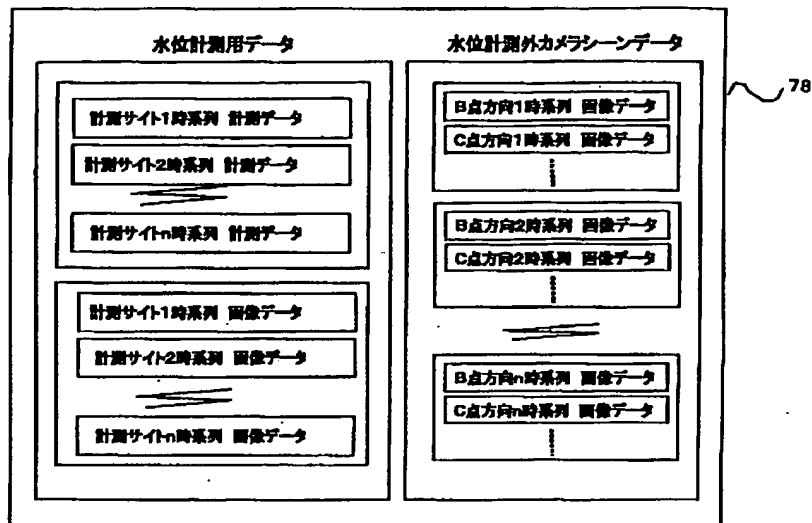 水位計測用データ
計測サイト1時系列 計測データ
計測サイト2時系列 計測データ
計測サイトn時系列 計測データ
計測サイト1時系列 画像データ
計測サイト2時系列 画像データ
計測サイトn時系列 画像データ
水位計測外カメラシーンデータ
B点方向1時系列 画像データ
C点方向1時系列 画像データ
B点方向2時系列 画像データ
C点方向2時系列 画像データ
B点方向n時系列 画像データ
C点方向n時系列 画像データ
78